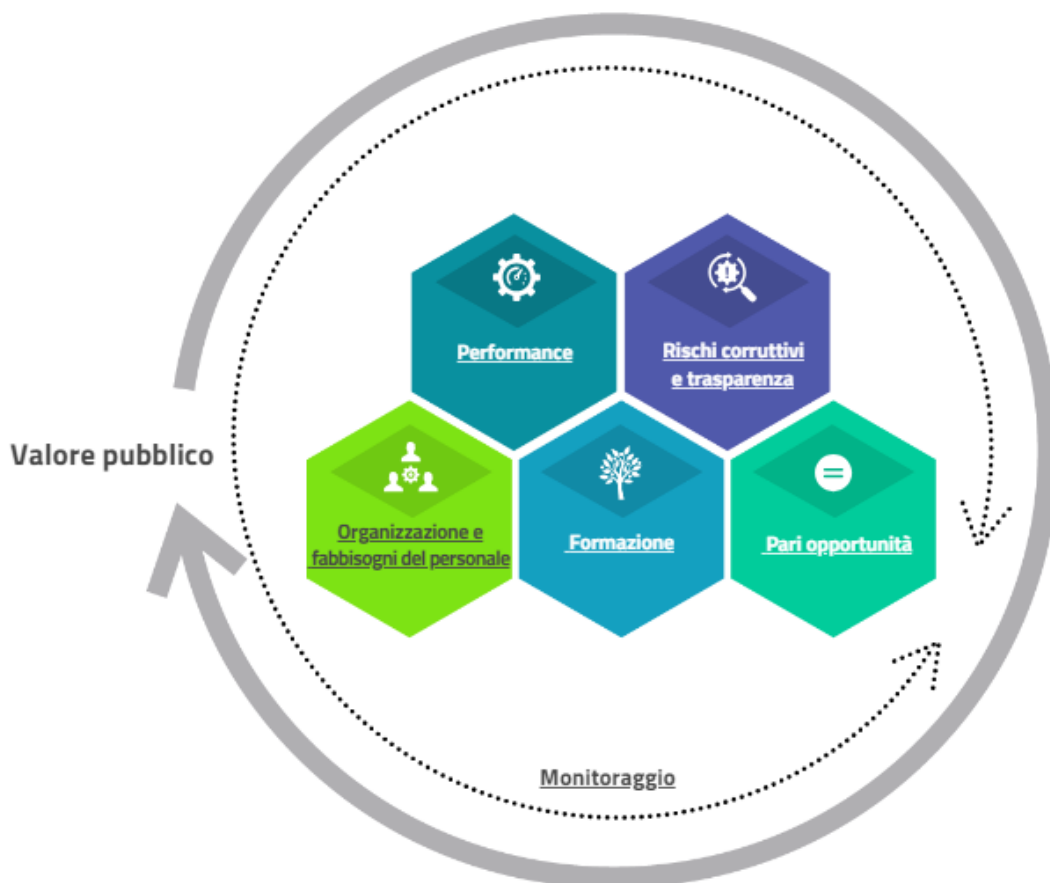 Performance
Rischi corruttivi
e trasparenza
Valore pubblico
Organizzazione e
fabbisogni del personale
Formazione
Pari opportunità
Monitoraggio